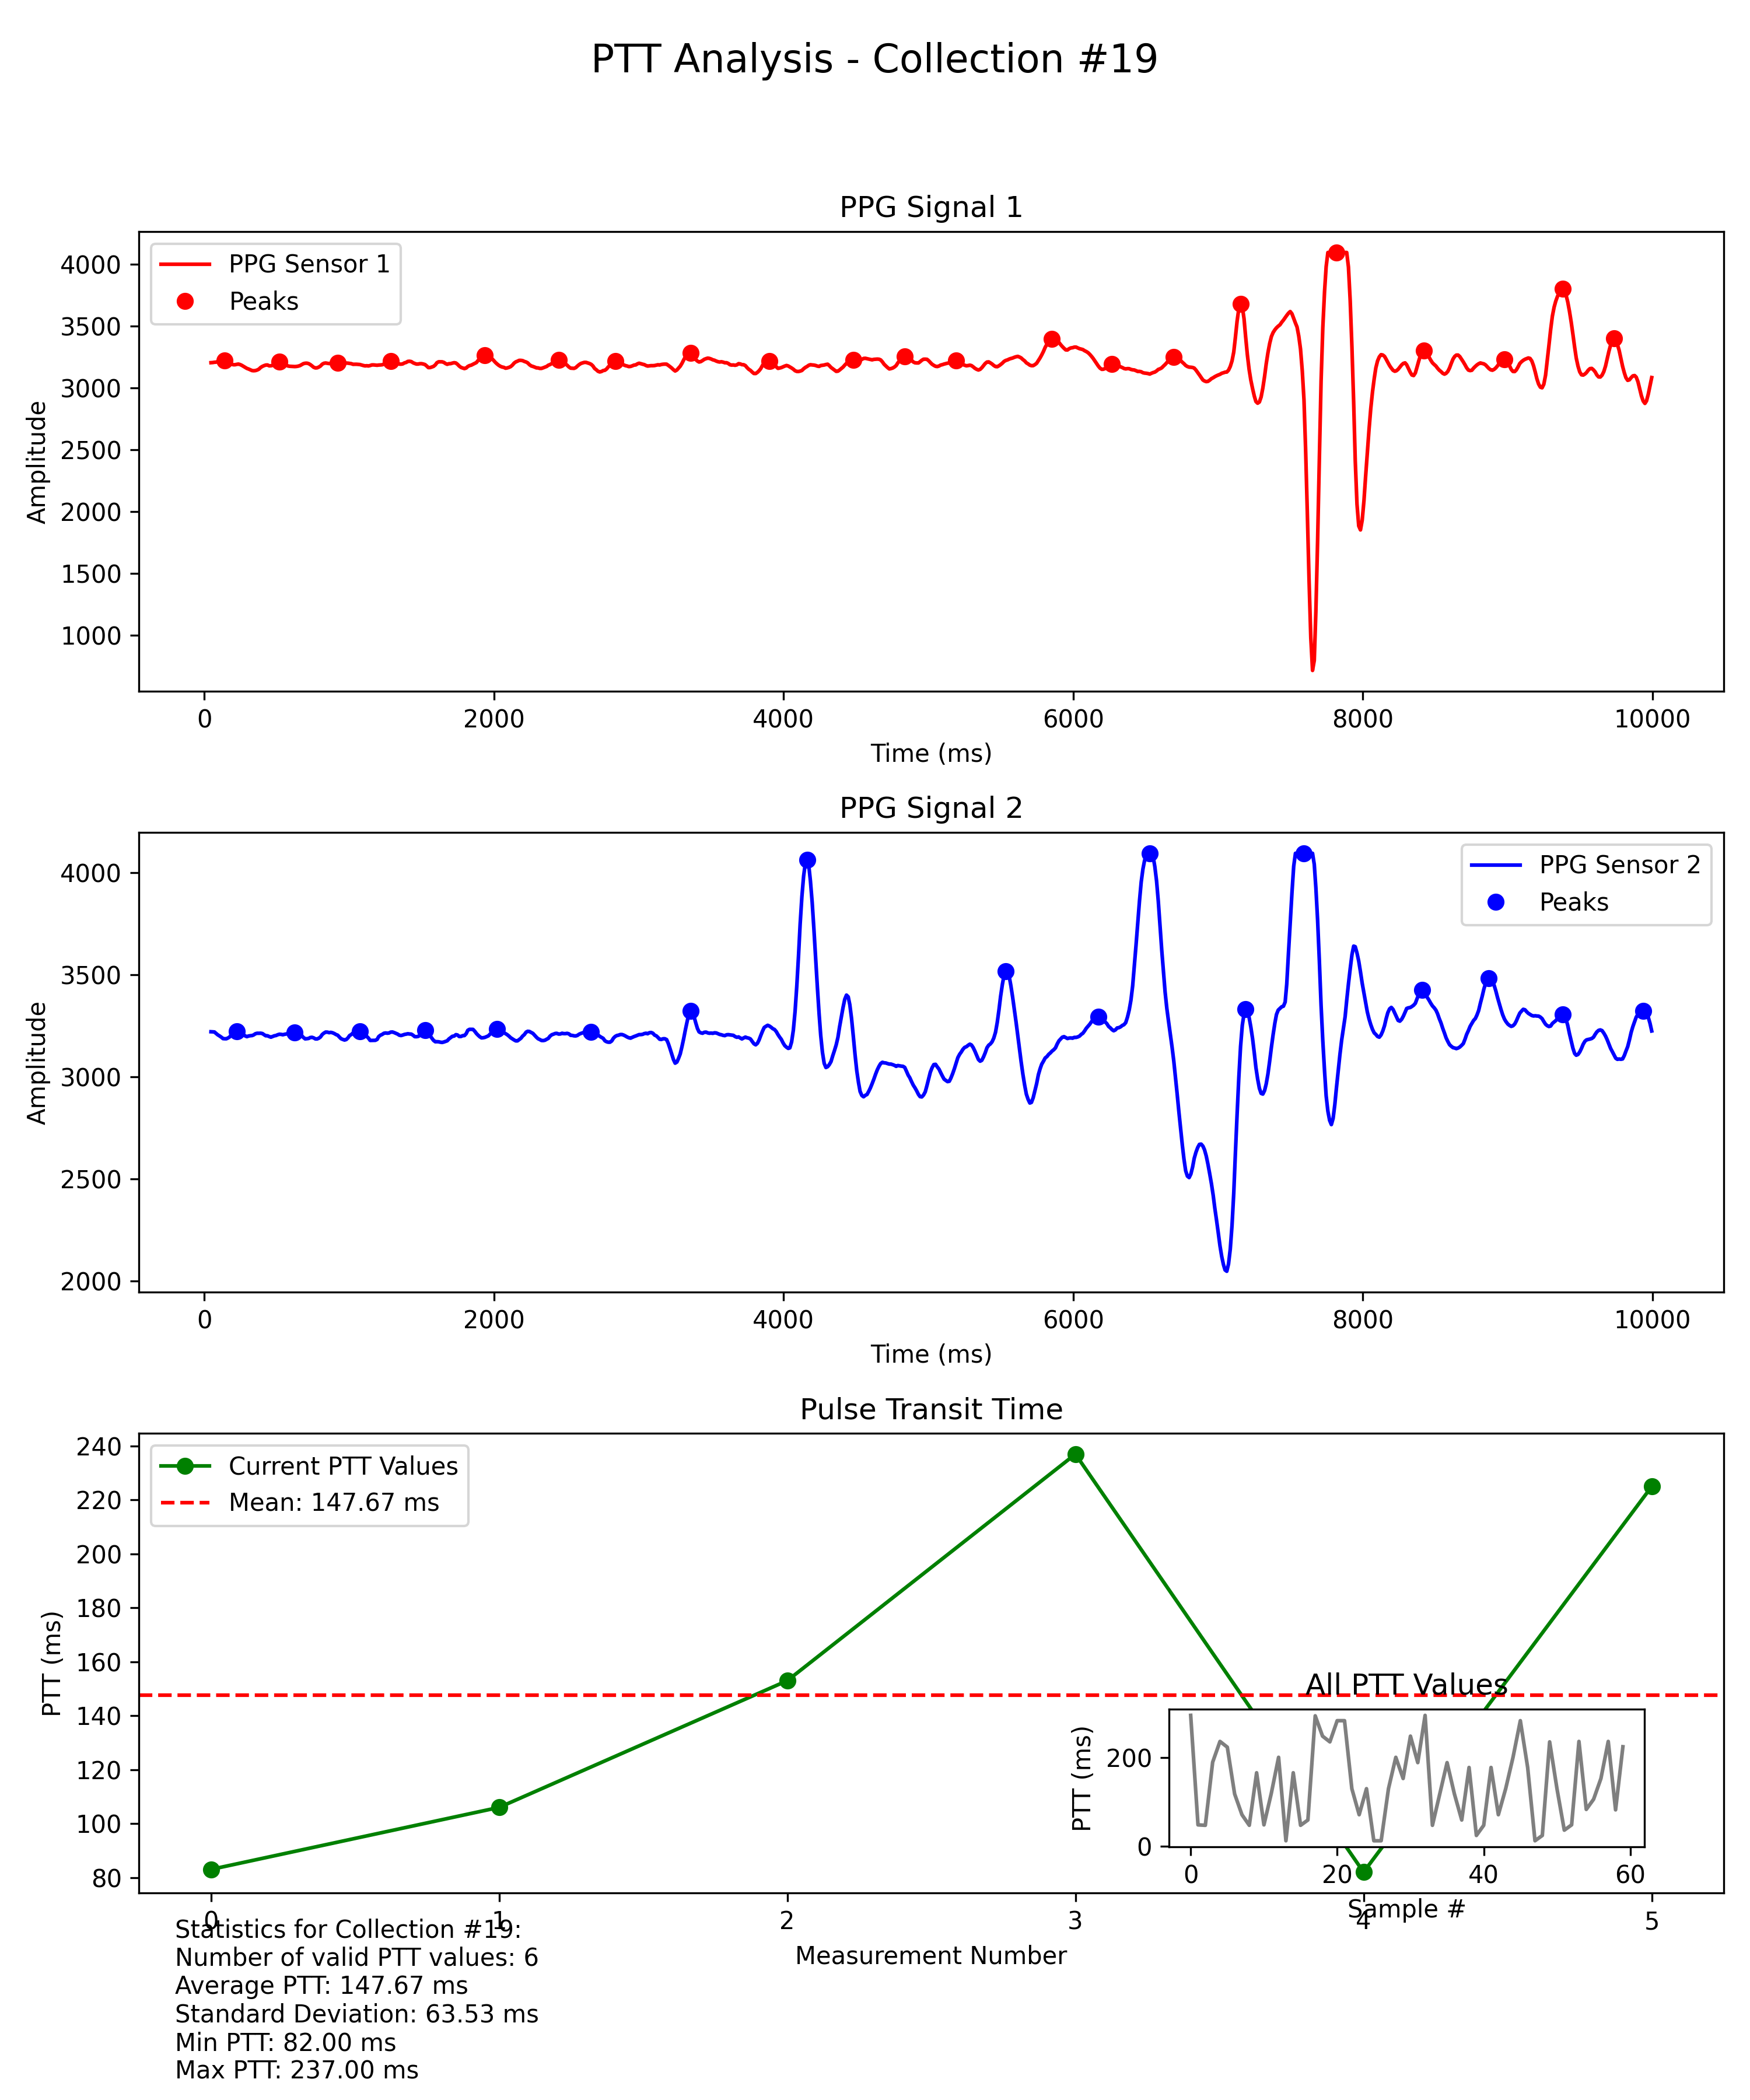 PTT Analysis - Collection #19
PPG Signal 1
PPG Sensor 1
Peaks
4000
3500
3000
2500
2000
1500
1000
Amplitude
0 2000 4000 6000 8000 10000
Time (ms)
PPG Signal 2
PPG Sensor 2
Peaks
4000
3500
3000
2500
2000
Amplitude
0 2000 4000 6000 8000 10000
Time (ms)
Pulse Transit Time
Current PTT Values
Mean: 147.67 ms
240
220
200
180
160
140
120
100
80
PTT (ms)
All PTT Values
PTT (ms)
200
0
0 20 40 60
Sample #
0 1 2 3 4 5
Measurement Number
Statistics for Collection #19:
Number of valid PTT values: 6
Average PTT: 147.67 ms
Standard Deviation: 63.53 ms
Min PTT: 82.00 ms
Max PTT: 237.00 ms